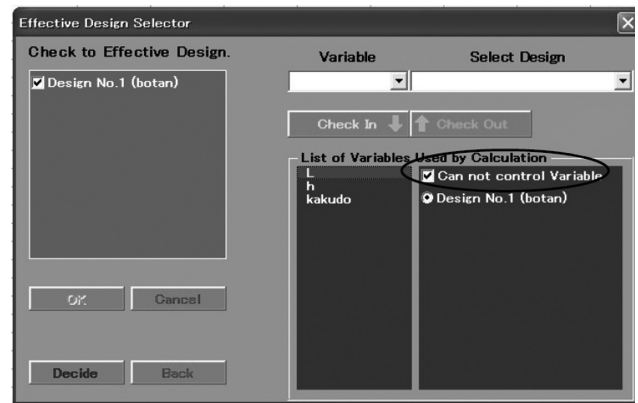 Effective Design Selector
Check to Effective Design.
Design No.1 (botan)
OK
Cancel
Decide
Back
Variable
Select Design
Check In
Check Out
List of Variables Used by Calculation
L
h
kakudo
Can not control Variable
Design No.1 (botan)